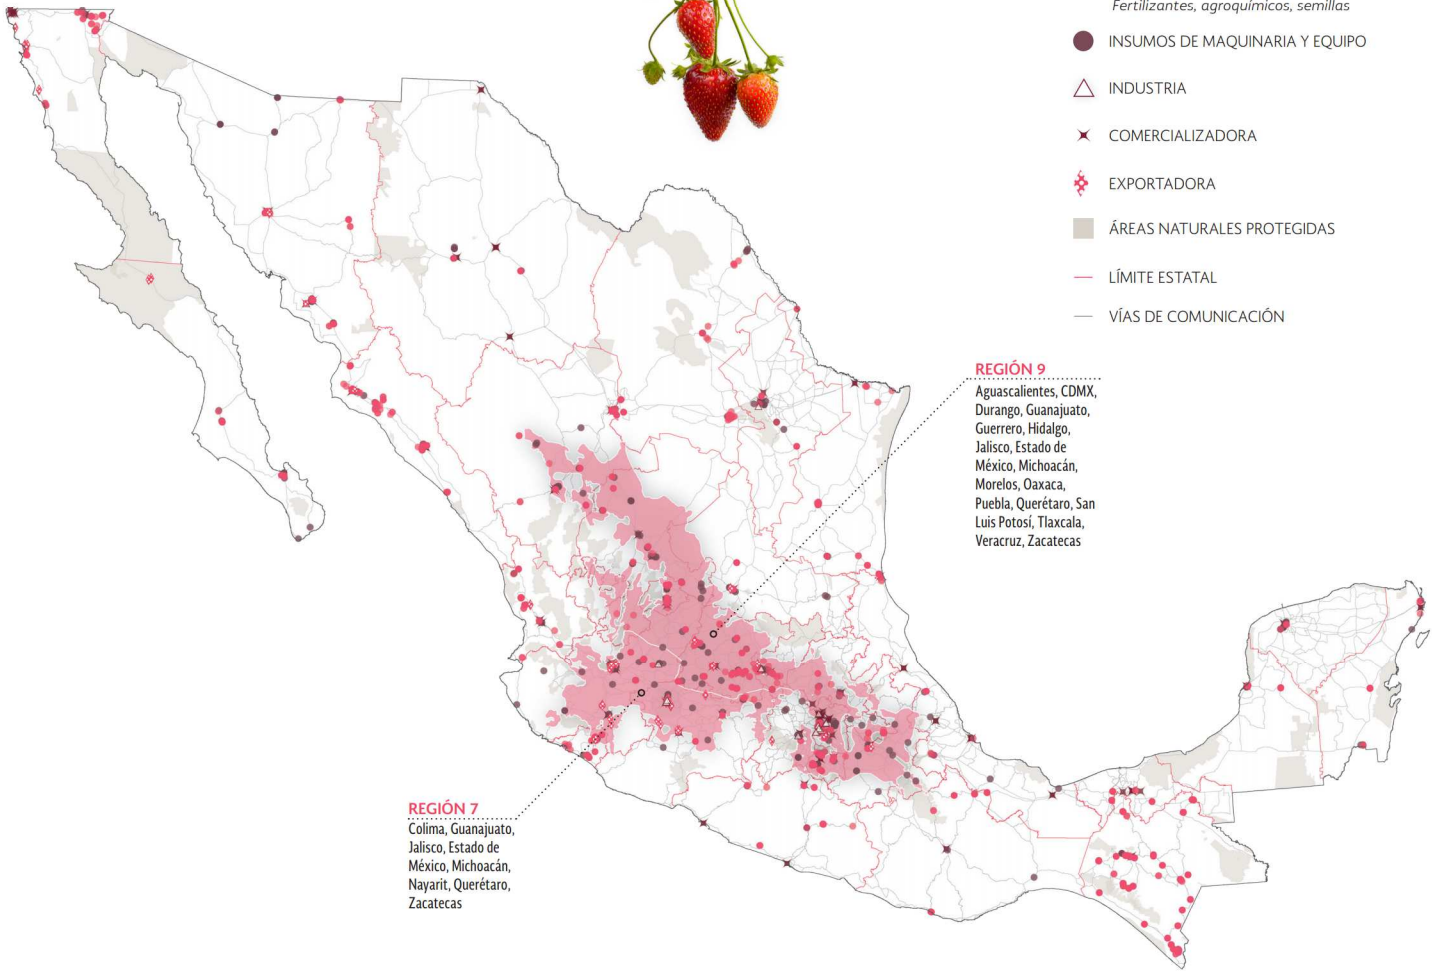 Fertilizantes, agroquímicos, semillas
INSUMOS DE MAQUINARIA Y EQUIPO
INDUSTRIA
COMERCIALIZADORA
EXPORTADORA
ÁREAS NATURALES PROTEGIDAS
LÍMITE ESTATAL
VÍAS DE COMUNICACIÓN
REGIÓN 9
Aguascalientes, CDMX,
Durango, Guanajuato,
Guerrero, Hidalgo,
Jalisco, Estado de
México, Michoacán,
Morelos, Oaxaca,
Puebla, Querétaro, San
Luis Potosí, Tlaxcala,
Veracruz, Zacatecas
REGIÓN 7
Colima, Guanajuato,
Jalisco, Estado de
México, Michoacán,
Nayarit, Querétaro,
Zacatecas